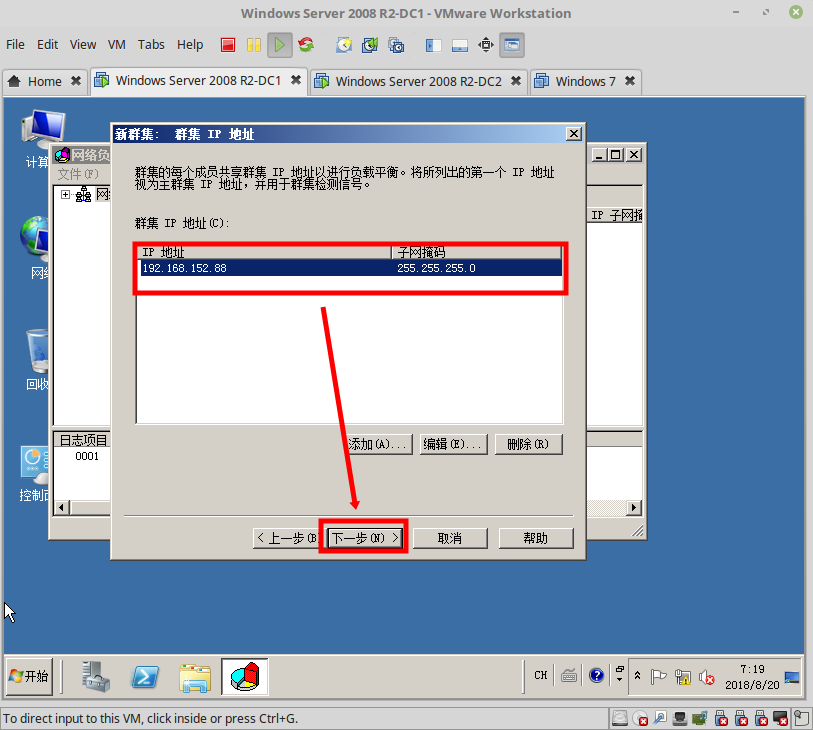 Windows Server 2008 R2-DC1 - VMware Workstation
File Edit View VM Tabs Help
Home Windows Server 2008 R2-DC1 Windows Server 2008 R2-DC2 Windows 7
新群集: 群集 IP 地址
计算
网络负
文件(F)
网
群集的每个成员共享群集 IP 地址以进行负载平衡。将所列出的第一个 IP 地址
视为主群集 IP 地址，并用于群集检测信号。
群集 IP 地址(C):
IP 子网掩
IP 地址 子网掩码
192.168.152.88 255.255.255.0
网络
回收
添加(A)... 编辑(E)... 删除(R)
日志项目
0001
控制面
< 上一步(B 下一步(N) > 取消 帮助
开始
CH
7:19
2018/8/20
To direct input to this VM, click inside or press Ctrl+G.